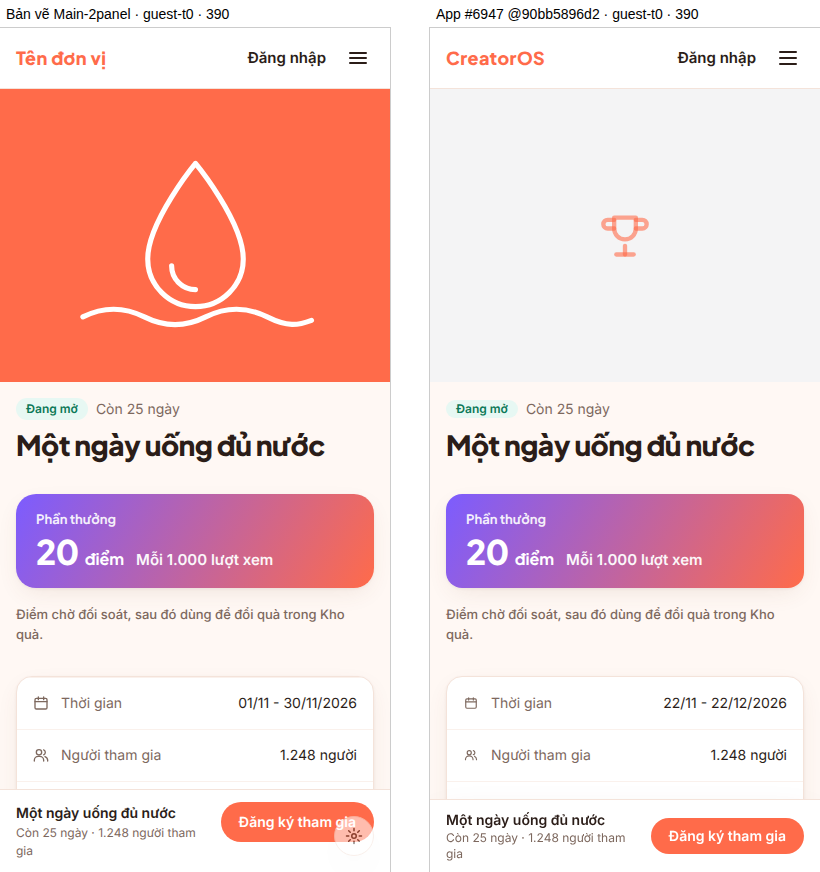 Bản vẽ Main-2panel · guest-t0 · 390
Tên đơn vị
Đăng nhập
Đang mở
Còn 25 ngày
Một ngày uống đủ nước
Phần thưởng
20 điểm Mỗi 1.000 lượt xem
Điểm chờ đối soát, sau đó dùng để đổi quà trong Kho
quà.
Thời gian
01/11 - 30/11/2026
Người tham gia
1.248 người
Một ngày uống đủ nước
Còn 25 ngày · 1.248 người tham
gia
Đăng ký tham gia
App #6947 @90bb5896d2 · guest-t0 · 390
CreatorOS
Đăng nhập
Đang mở
Còn 25 ngày
Một ngày uống đủ nước
Phần thưởng
20 điểm Mỗi 1.000 lượt xem
Điểm chờ đối soát, sau đó dùng để đổi quà trong Kho
quà.
Thời gian
22/11 - 22/12/2026
Người tham gia
1.248 người
Một ngày uống đủ nước
Còn 25 ngày · 1.248 người tham
gia
Đăng ký tham gia